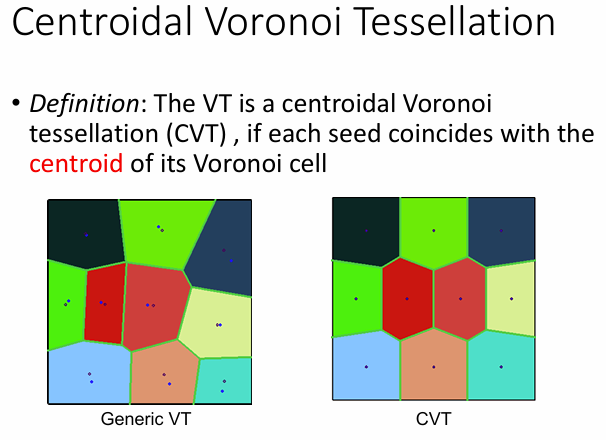 Centroidal Voronoi Tessellation
• Definition: The VT is a centroidal Voronoi
tessellation (CVT) , if each seed coincides with the
centroid of its Voronoi cell
Generic VT
CVT